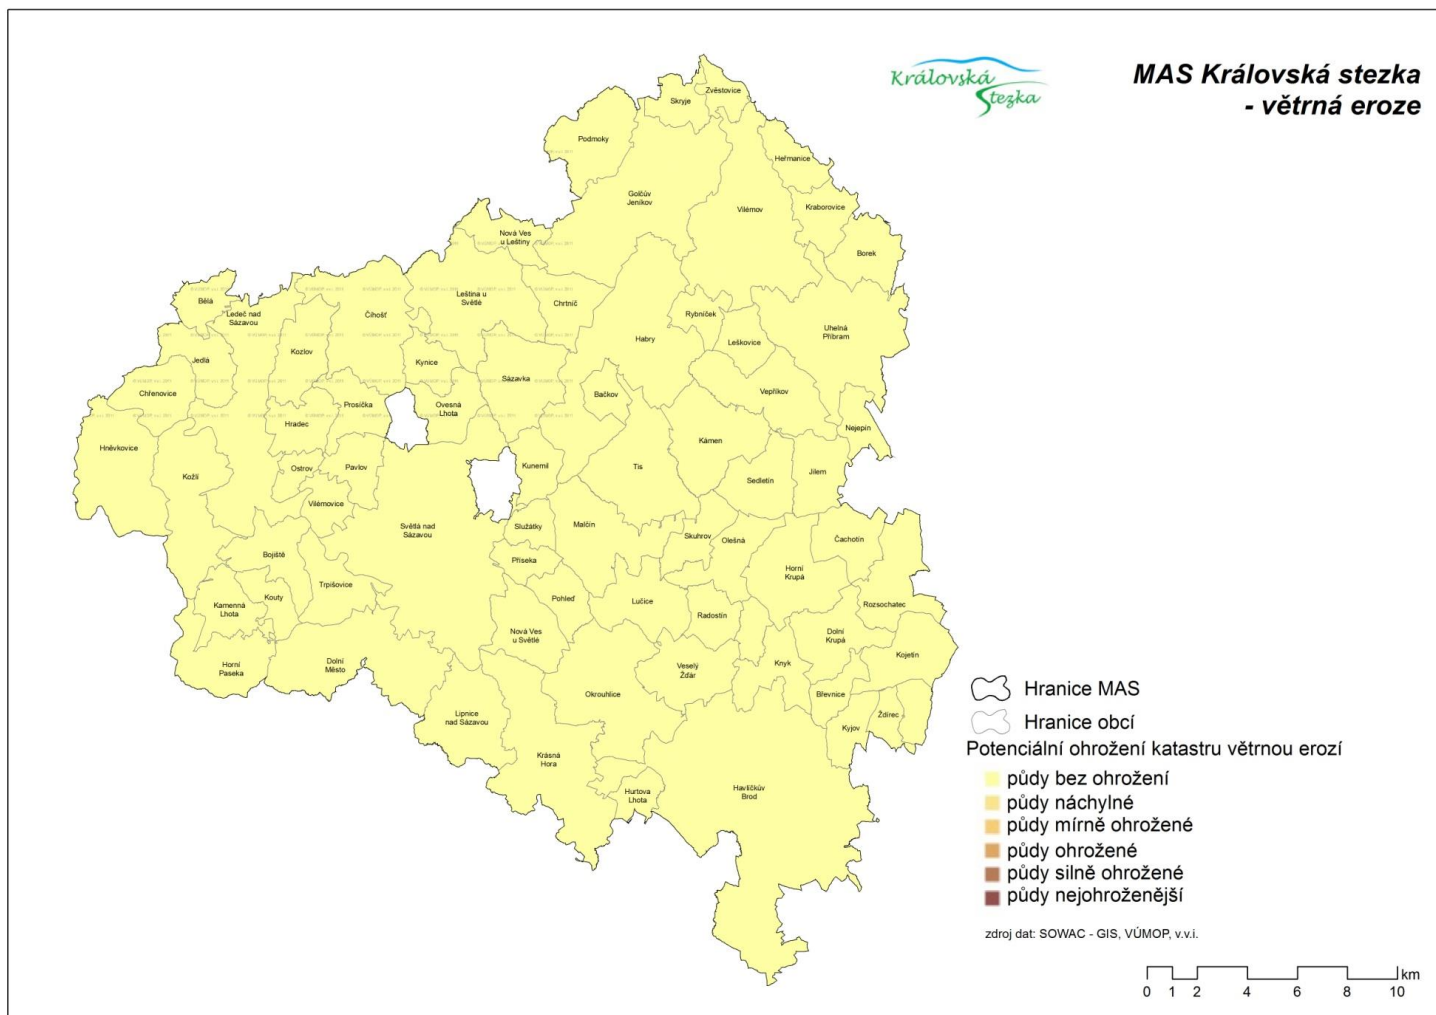 Královská
Stezka
MAS Královská stezka
- větrná eroze
Zvěstovice
Skryje
Podmoky
Heřmanice
Golčův
Jeníkov
Vilémov
Kraborovice
Nová Ves
u Leštiny
Borek
Bělá
Ledeč nad
Sázavou
Číhošť
Leština u
Světlé
Chrtníč
Rybníček
Uhelná
Příbram
Habry
Leškovice
Jedlá
Kozlov
Kynice
Sázavka
Vepříkov
Chřenovice
Bačkov
Prosíčka
Ovesná
Lhota
Hradec
Nejepín
Kámen
Hněvkovice
Kožlí
Ostrov
Pavlov
Kunemil
Tis
Sedletín
Jilem
Vilémovice
Světlá nad
Sázavou
Služátky
Malčín
Skuhrov
Olešná
Čachotín
Bojiště
Příseka
Horní
Krupá
Trpišovice
Kouty
Kamenná
Lhota
Pohleď
Lučice
Radostín
Rozsochatec
Nová Ves
u Světlé
Dolní
Krupá
Kojetín
Horní
Paseka
Dolní
Město
Veselý
Žďár
Knyk
Okrouhlice
Břevnice
Lipnice
nad Sázavou
Ždírec
Kyjov
Krásná
Hora
Hurtova
Lhota
Havlíčkův
Brod
Hranice MAS
Hranice obcí
Potenciální ohrožení katastru větrnou erozí
půdy bez ohrožení
půdy náchylné
půdy mírně ohrožené
půdy ohrožené
půdy silně ohrožené
půdy nejohroženější
zdroj dat: SOWAC - GIS, VÚMOP, v.v.i.
km
0 1 2 4 6 8 10